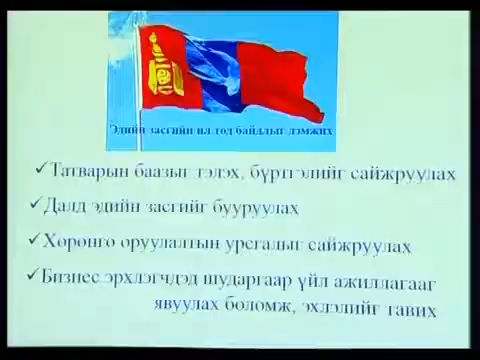 Эдийн засгийн ил тод байдлыг дэмжих
✓Татварын баазыг тэлэх, бүртгэлийг сайжруулах
✓Далд эдийн засгийг бууруулах
✓Хөрөнгө оруулалтын урсгалыг сайжруулах
✓Бизнес эрхлэгчдэд шударгаар үйл ажиллагааг
явуулах боломж, эхлэлийг тавих